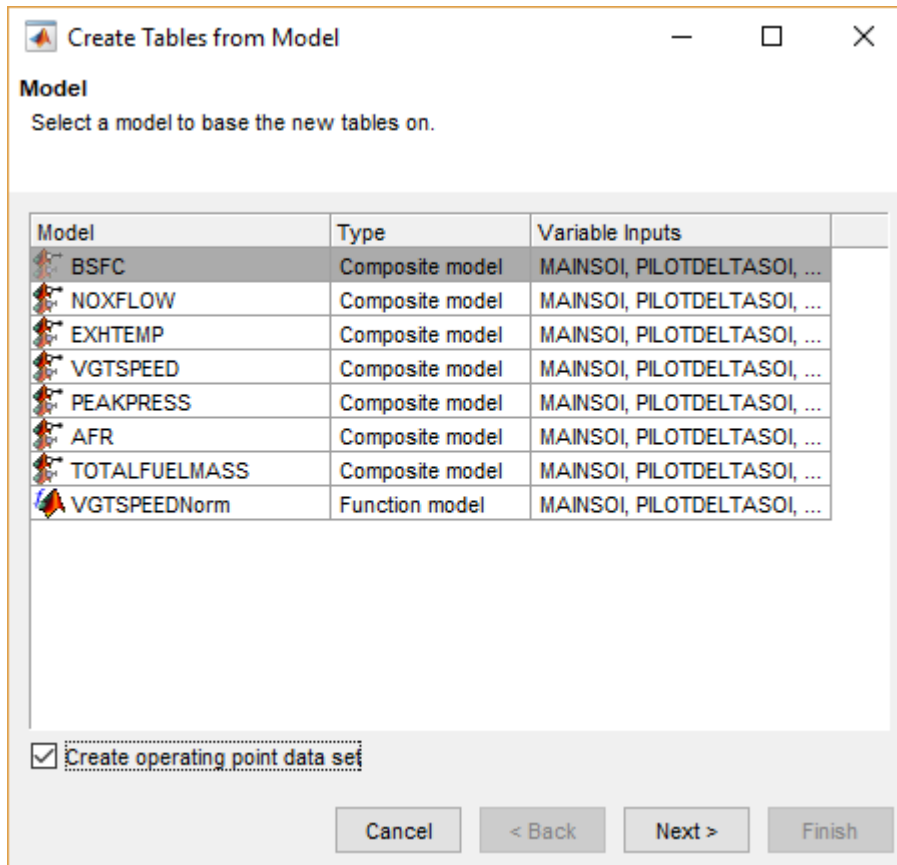 Create Tables from Model
Model
Select a model to base the new tables on.
Model Type Variable Inputs
BSFC Composite model MAINSOI, PILOTDELTASOI, ...
NOXFLOW Composite model MAINSOI, PILOTDELTASOI, ...
EXHTEMP Composite model MAINSOI, PILOTDELTASOI, ...
VGTSPEED Composite model MAINSOI, PILOTDELTASOI, ...
PEAKPRESS Composite model MAINSOI, PILOTDELTASOI, ...
AFR Composite model MAINSOI, PILOTDELTASOI, ...
TOTALFUELMASS Composite model MAINSOI, PILOTDELTASOI, ...
VGTSPEEDNorm Function model MAINSOI, PILOTDELTASOI, ...
Create operating point data set
Cancel < Back Next > Finish